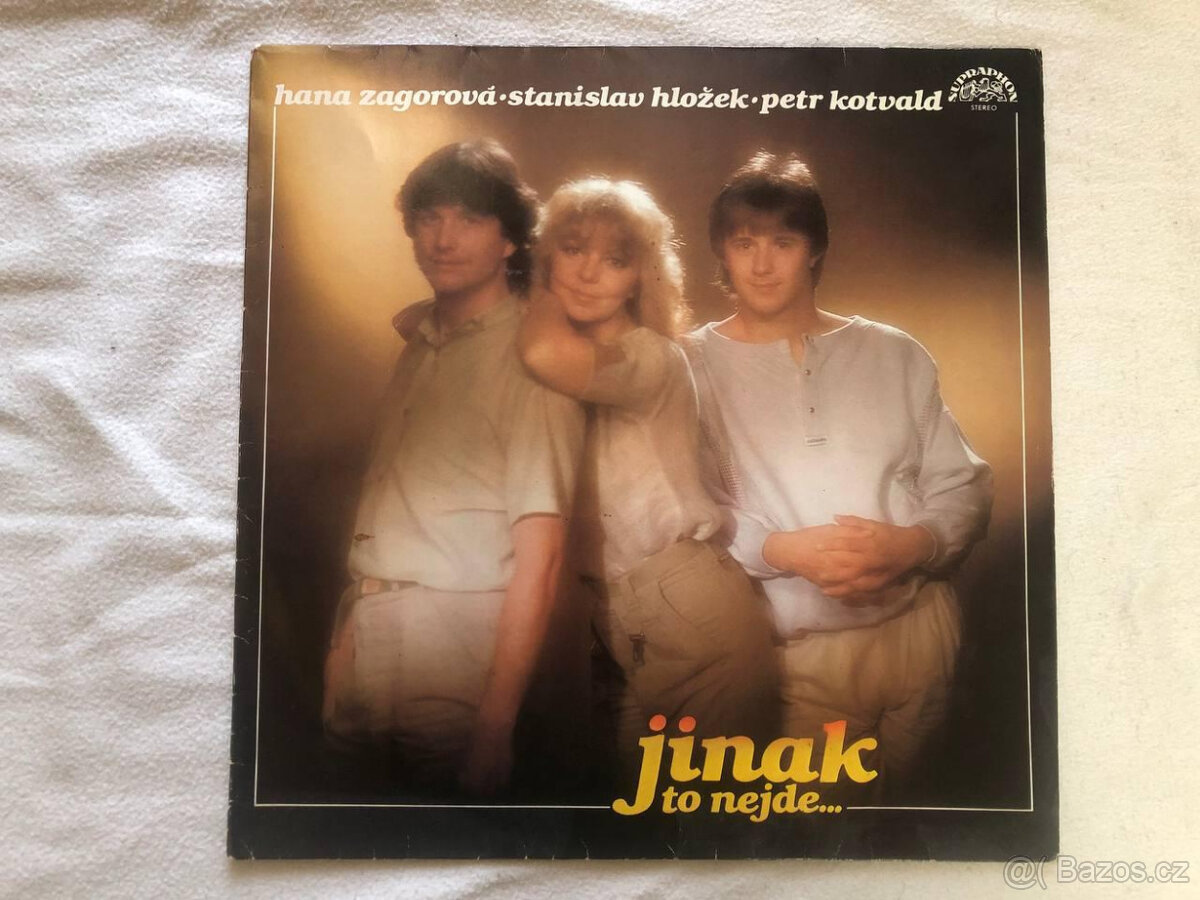 hana zagorová·stanislav hložek·petr kotvald
SUPRAPHON
STEREO
jinak
to nejde...
@( Bazos.cz